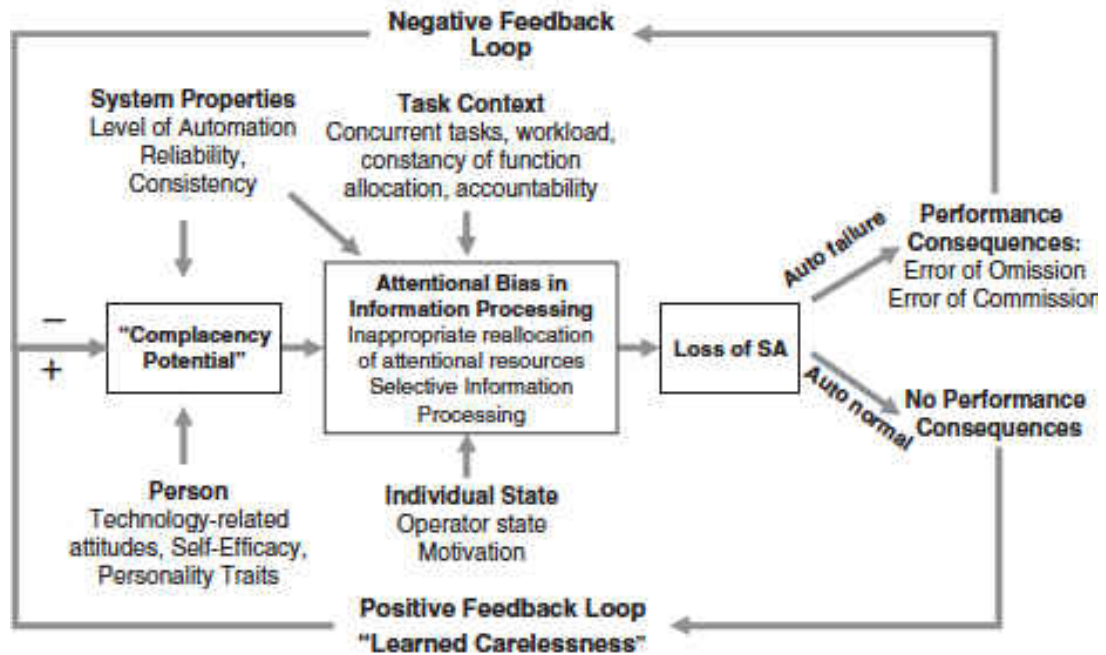 Negative Feedback
Loop
System Properties
Level of Automation
Reliability,
Consistency
Task Context
Concurrent tasks, workload,
constancy of function
allocation, accountability
Auto failure
Performance
Consequences:
Error of Omission
Error of Commission
−
+
"Complacency
Potential"
Attentional Bias in
Information Processing
Inappropriate reallocation
of attentional resources
Selective Information
Processing
Loss of SA
Auto normal
No Performance
Consequences
Person
Technology-related
attitudes, Self-Efficacy,
Personality Traits
Individual State
Operator state
Motivation
Positive Feedback Loop
"Learned Carelessness"